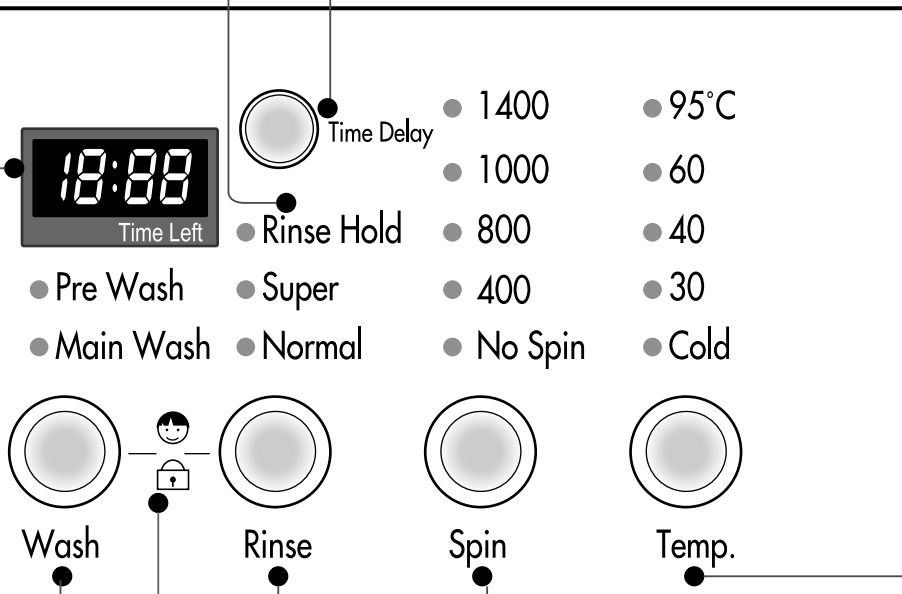 Time Delay
18:88
Time Left
Pre Wash
Main Wash
Rinse Hold
Super
Normal
1400
1000
800
400
No Spin
95°C
60
40
30
Cold
Wash
Rinse
Spin
Temp.